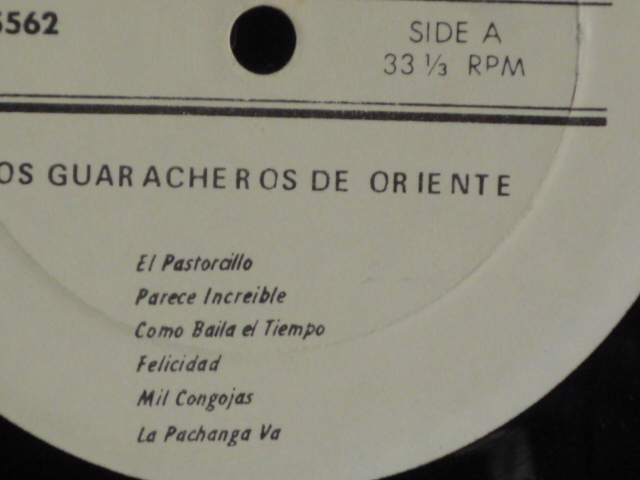 5562
SIDE A
33 ⅓ RPM
OS GUARACHEROS DE ORIENTE
El Pastorcillo
Parece Increible
Como Baila el Tiempo
Felicidad
Mil Congojas
La Pachanga Va